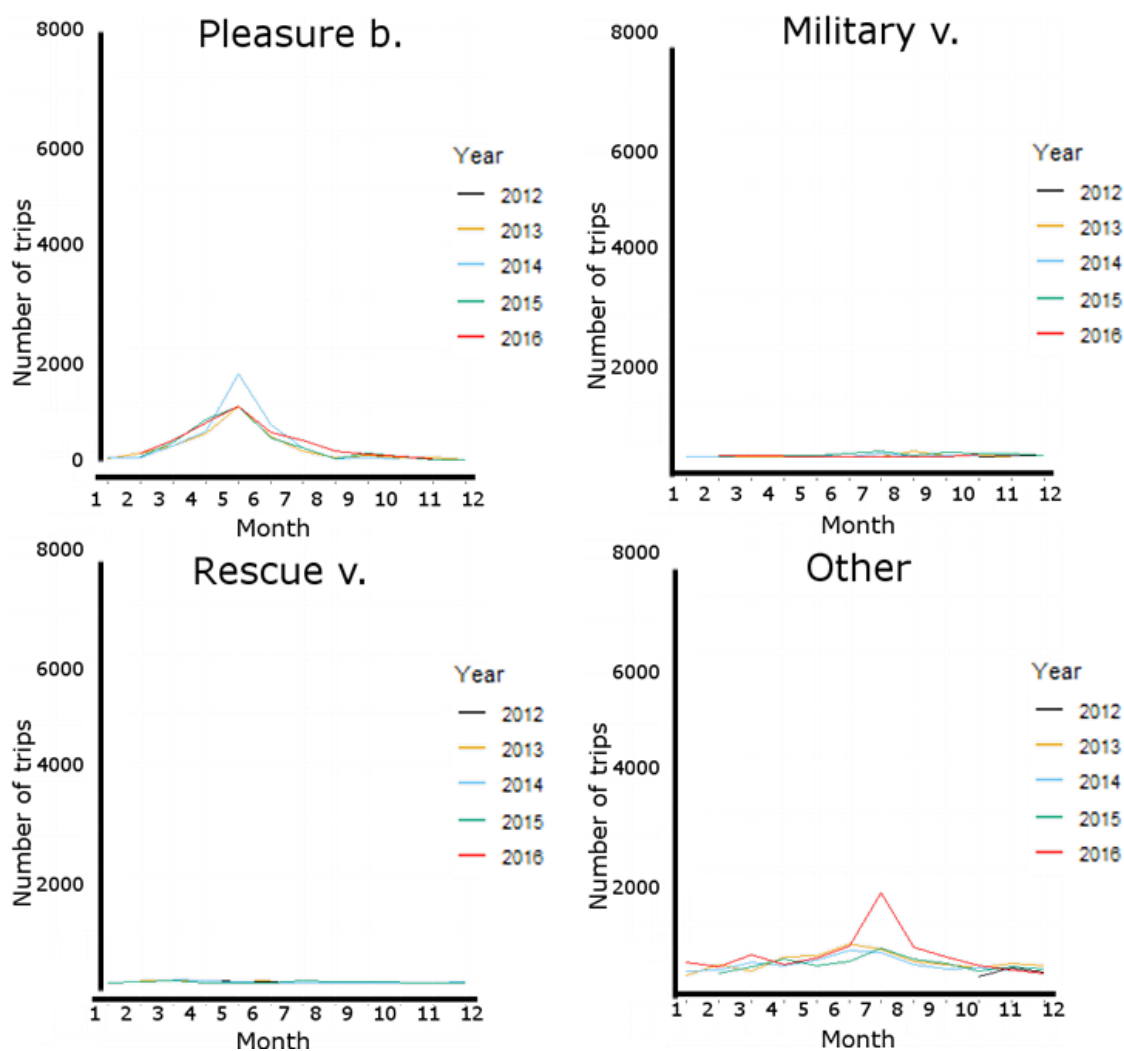 Pleasure b.
8000
6000
4000
2000
0
Number of trips
Year
2012
2013
2014
2015
2016
1 2 3 4 5 6 7 8 9 10 11 12
Month
Military v.
8000
6000
4000
2000
Number of trips
Year
2012
2013
2014
2015
2016
1 2 3 4 5 6 7 8 9 10 11 12
Month
Rescue v.
8000
6000
4000
2000
Number of trips
Year
2012
2013
2014
2015
2016
1 2 3 4 5 6 7 8 9 10 11 12
Month
Other
8000
6000
4000
2000
Number of trips
Year
2012
2013
2014
2015
2016
1 2 3 4 5 6 7 8 9 10 11 12
Month